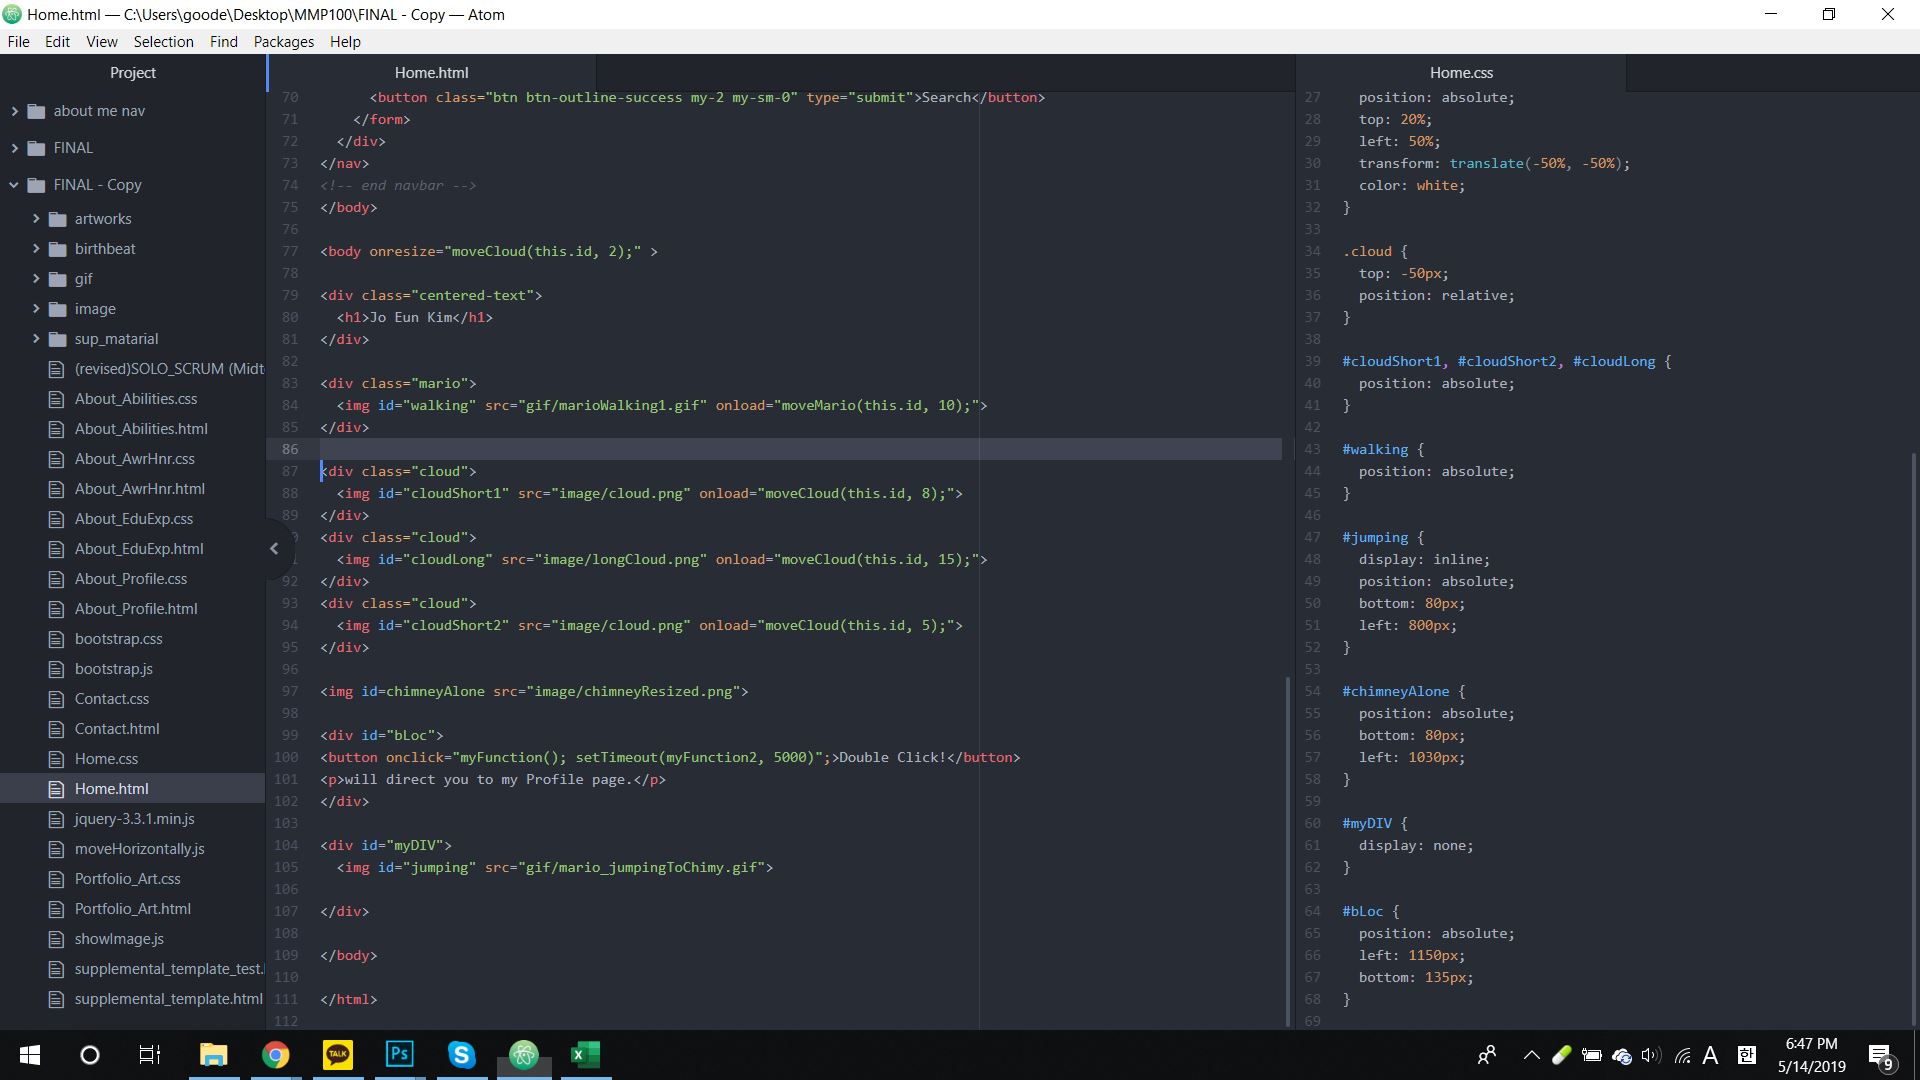 Home.html — C:\Users\goode\Desktop\MMP100\FINAL - Copy — Atom
File Edit View Selection Find Packages Help
Project
about me nav
FINAL
FINAL - Copy
artworks
birthbeat
gif
image
sup_matarial
(revised)SOLO_SCRUM (Midt
About_Abilities.css
About_Abilities.html
About_AwrHnr.css
About_AwrHnr.html
About_EduExp.css
About_EduExp.html
About_Profile.css
About_Profile.html
bootstrap.css
bootstrap.js
Contact.css
Contact.html
Home.css
Home.html
jquery-3.3.1.min.js
moveHorizontally.js
Portfolio_Art.css
Portfolio_Art.html
showImage.js
supplemental_template_test.
supplemental_template.html
Home.html
70 <button class="btn btn-outline-success my-2 my-sm-0" type="submit">Search</button>
71 </form>
72 </div>
73 </nav>
74 <!-- end navbar -->
75 </body>
76
77 <body onresize="moveCloud(this.id, 2);" >
78
79 <div class="centered-text">
80 <h1>Jo Eun Kim</h1>
81 </div>
82
83 <div class="mario">
84 <img id="walking" src="gif/marioWalking1.gif" onload="moveMario(this.id, 10);">
85 </div>
86
87 <div class="cloud">
88 <img id="cloudShort1" src="image/cloud.png" onload="moveCloud(this.id, 8);">
89 </div>
<div class="cloud">
<img id="cloudLong" src="image/longCloud.png" onload="moveCloud(this.id, 15);">
92 </div>
93 <div class="cloud">
94 <img id="cloudShort2" src="image/cloud.png" onload="moveCloud(this.id, 5);">
95 </div>
96
97 <img id=chimneyAlone src="image/chimneyResized.png">
98
99 <div id="bLoc">
100 <button onclick="myFunction(); setTimeout(myFunction2, 5000)";>Double Click!</button>
101 <p>will direct you to my Profile page.</p>
102 </div>
103
104 <div id="myDIV">
105 <img id="jumping" src="gif/mario_jumpingToChimy.gif">
106
107 </div>
108
109 </body>
110
111 </html>
112
Home.css
27 position: absolute;
28 top: 20%;
29 left: 50%;
30 transform: translate(-50%, -50%);
31 color: white;
32 }
33
34 .cloud {
35 top: -50px;
36 position: relative;
37 }
38
39 #cloudShort1, #cloudShort2, #cloudLong {
40 position: absolute;
41 }
42
43 #walking {
44 position: absolute;
45 }
46
47 #jumping {
48 display: inline;
49 position: absolute;
50 bottom: 80px;
51 left: 800px;
52 }
53
54 #chimneyAlone {
55 position: absolute;
56 bottom: 80px;
57 left: 1030px;
58 }
59
60 #myDIV {
61 display: none;
62 }
63
64 #bLoc {
65 position: absolute;
66 left: 1150px;
67 bottom: 135px;
68 }
69
TALK
Ps
S
X
A
한
6:47 PM
5/14/2019
9